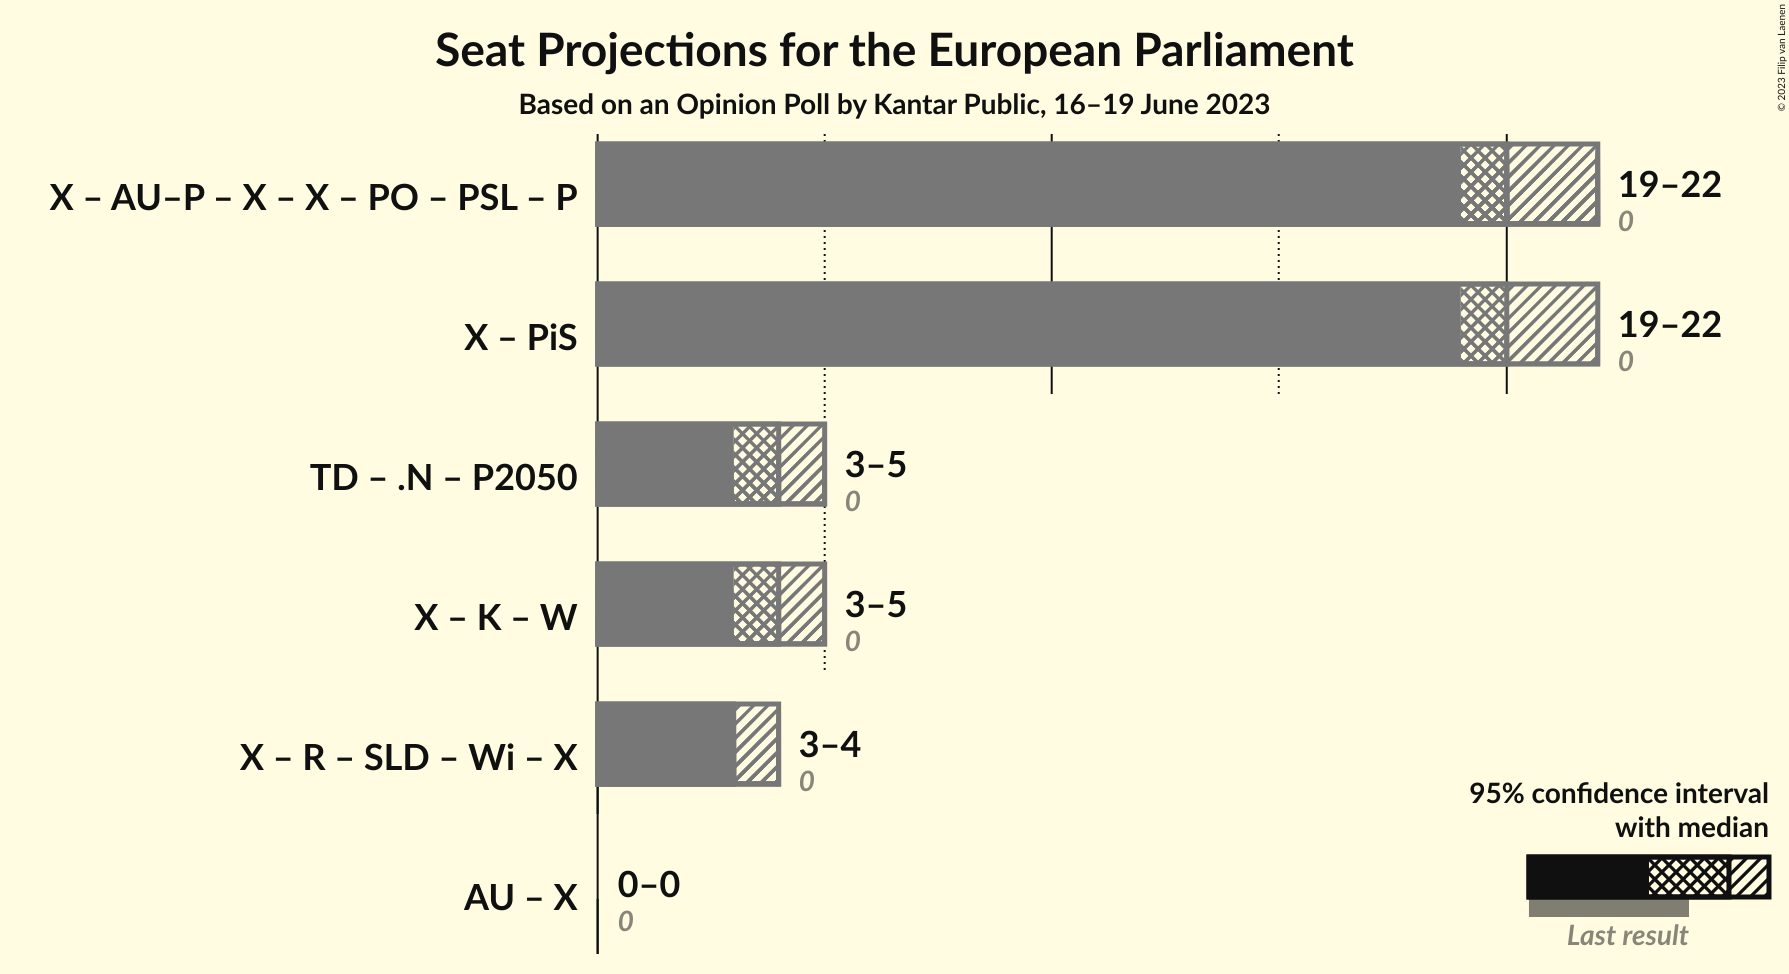 Seat Projections for the European Parliament
Based on an Opinion Poll by Kantar Public, 16–19 June 2023
© 2023 Filip van Laenen
X – AU–P – X – X – PO – PSL – P
19–22
0
X – PiS
19–22
0
TD – .N – P2050
3–5
0
X – K – W
3–5
0
X – R – SLD – Wi – X
3–4
0
AU – X
0–0
0
95% confidence interval
with median
Last result